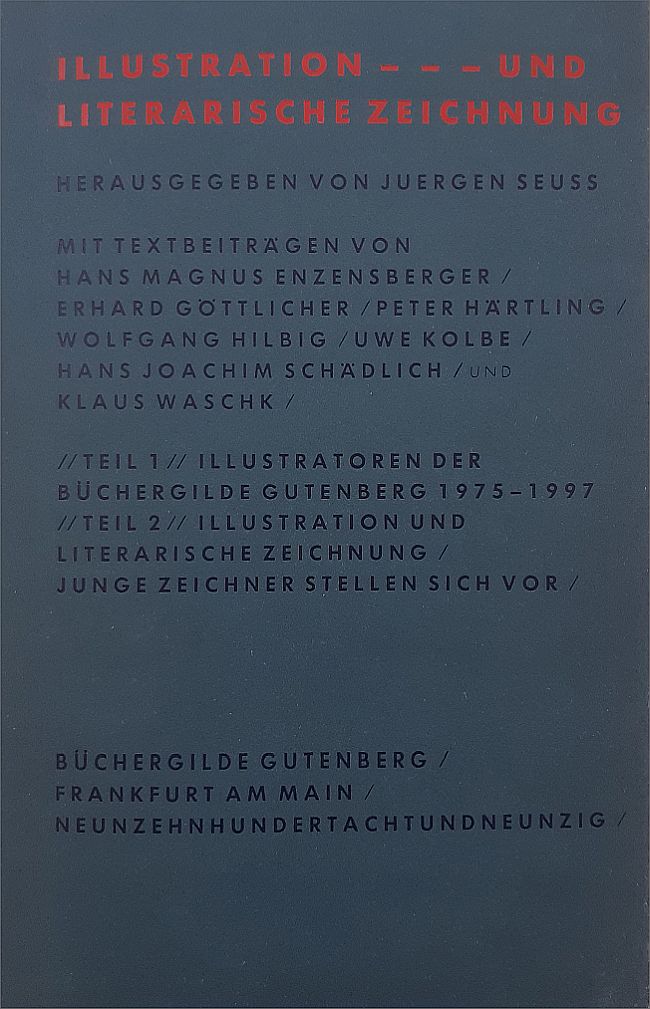 ILLUSTRATION – – – UND
LITERARISCHE ZEICHNUNG
HERAUSGEGEBEN VON JUERGEN SEUSS
MIT TEXTBEITRÄGEN VON
HANS MAGNUS ENZENSBERGER /
ERHARD GÖTTLICHER / PETER HÄRTLING /
WOLFGANG HILBIG / UWE KOLBE /
HANS JOACHIM SCHÄDLICH / UND
KLAUS WASCHK /
// TEIL 1 // ILLUSTRATOREN DER
BÜCHERGILDE GUTENBERG 1975–1997
// TEIL 2 // ILLUSTRATION UND
LITERARISCHE ZEICHNUNG /
JUNGE ZEICHNER STELLEN SICH VOR /
BÜCHERGILDE GUTENBERG /
FRANKFURT AM MAIN /
NEUNZEHNHUNDERTACHTUNDNEUNZIG /